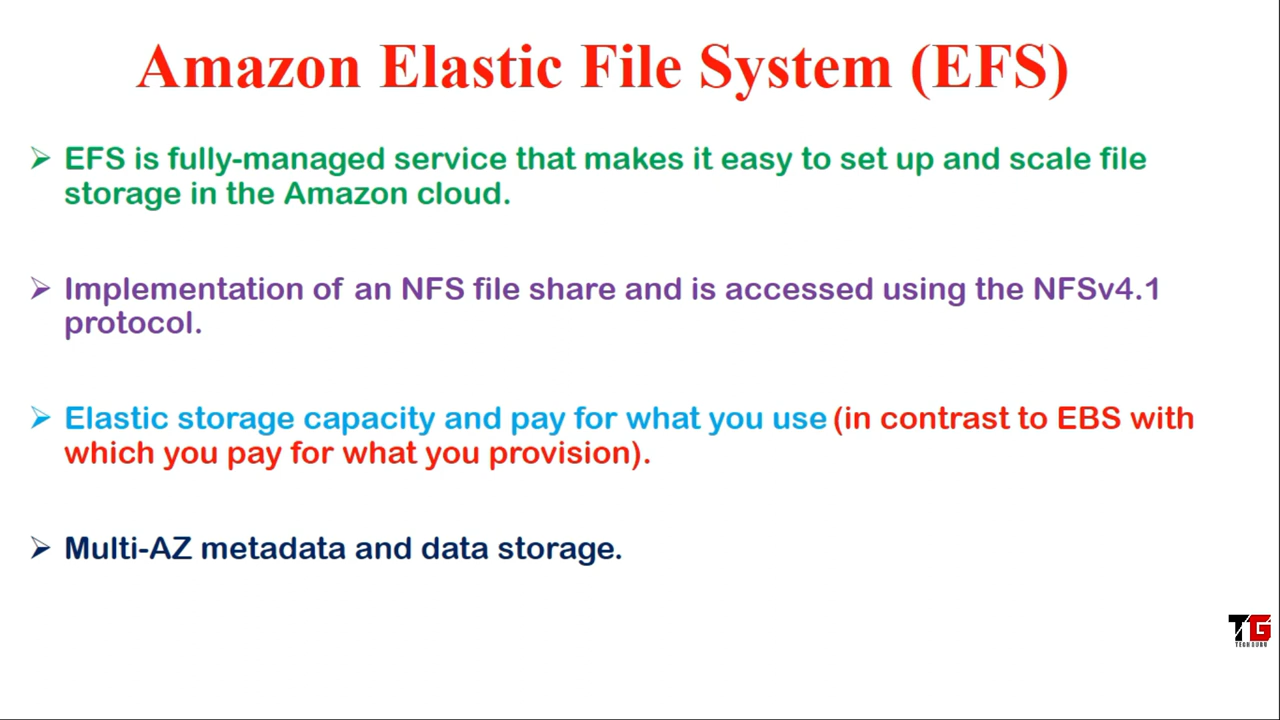 Amazon Elastic File System (EFS)
➢ EFS is fully-managed service that makes it easy to set up and scale file
storage in the Amazon cloud.
➢ Implementation of an NFS file share and is accessed using the NFSv4.1
protocol.
➢ Elastic storage capacity and pay for what you use (in contrast to EBS with
which you pay for what you provision).
➢ Multi-AZ metadata and data storage.
TG
TECH GURU